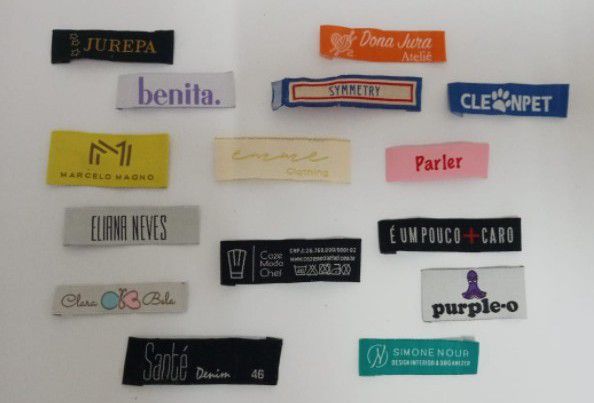 JUREPA
Dona Jura
Ateliê
benita.
SYMMETRY
CLEANPET
MARCELO MAGNO
emme
Clothing
Parler
ELIANA NEVES
Coze
Moda
Chef
É UM POUCO + CARO
Clara Bela
purple-o
Santé Denim 46
SIMONE NOUR
DESIGN INTERIOR & ORGANIZER